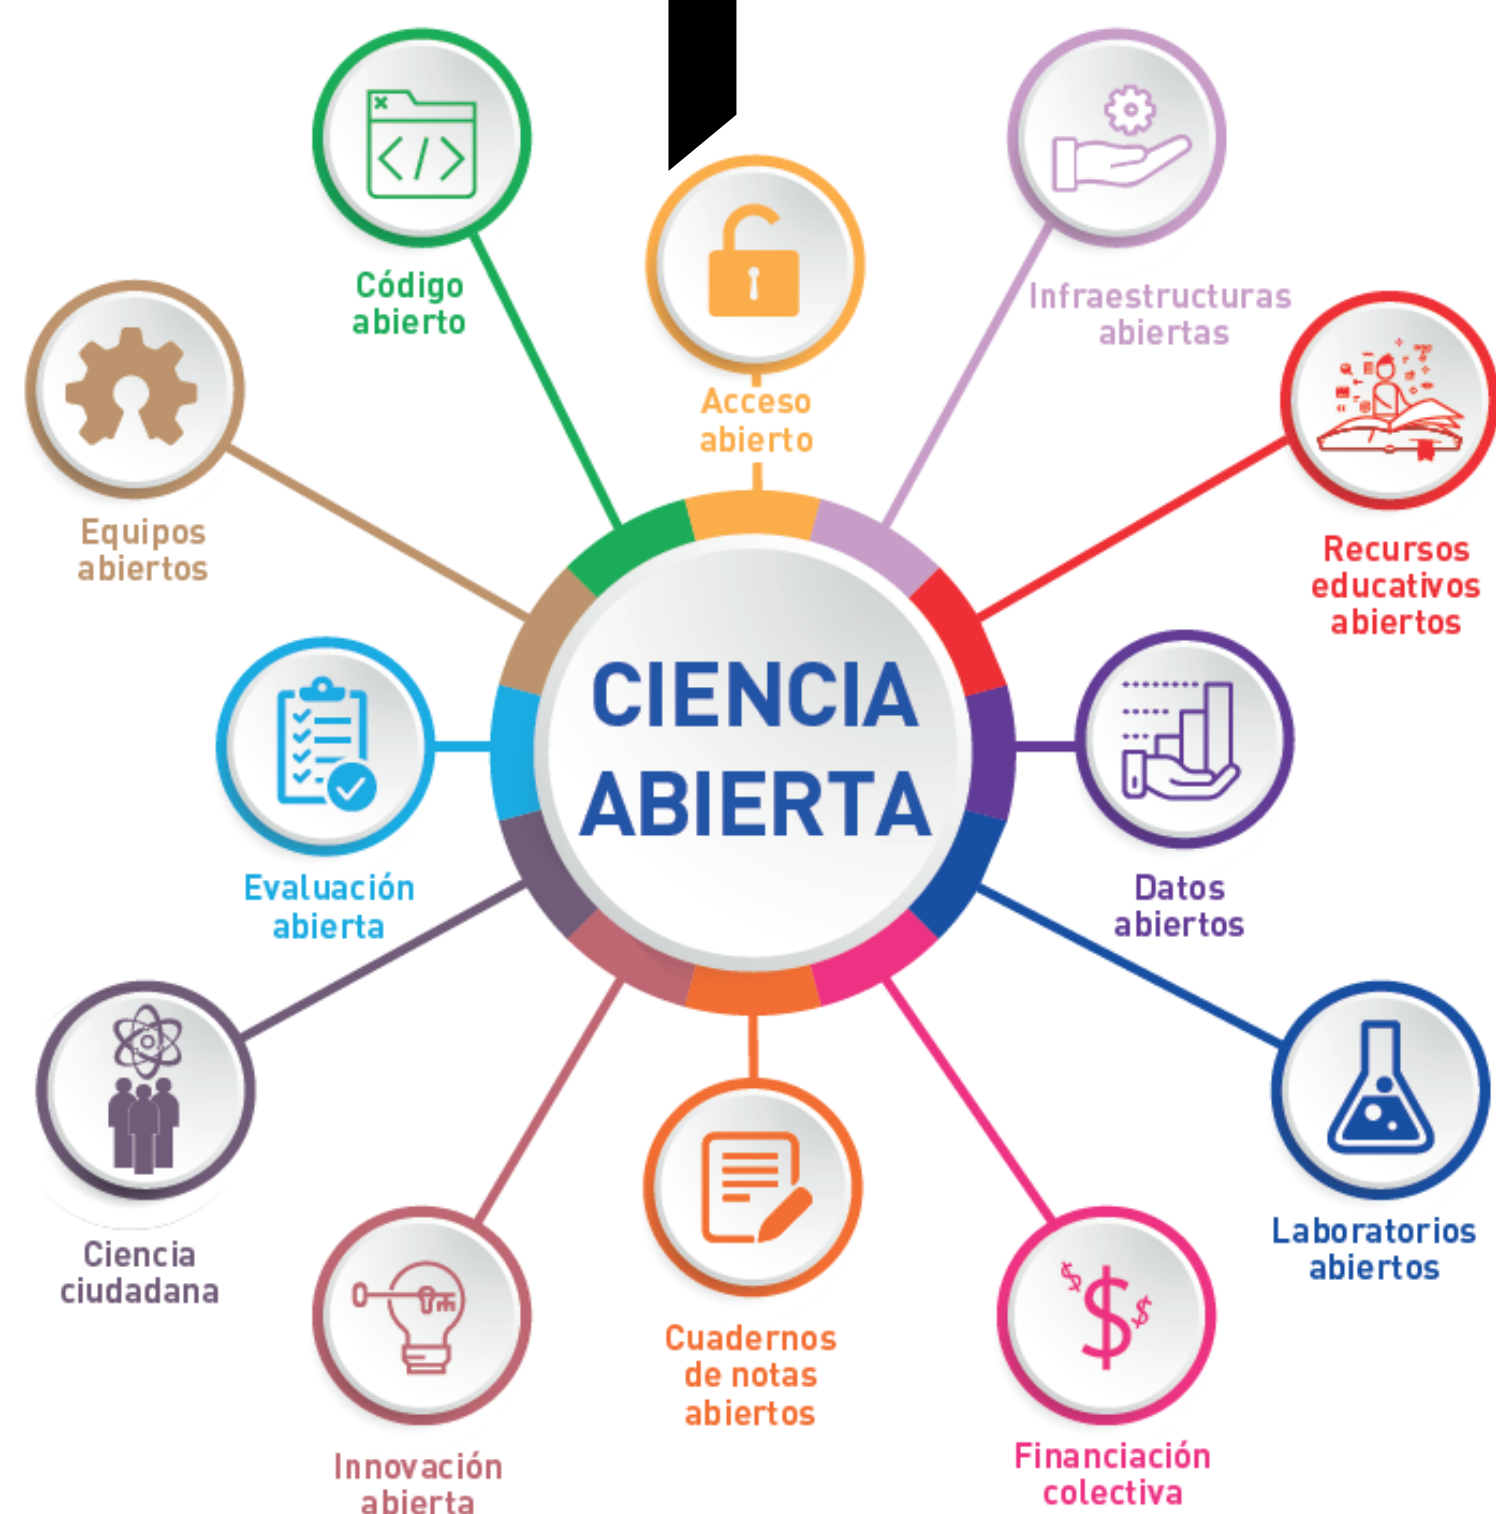 Código
abierto
Acceso
abierto
Infraestructuras
abiertas
Recursos
educativos
abiertos
Equipos
abiertos
CIENCIA
ABIERTA
Evaluación
abierta
Datos
abiertos
Ciencia
ciudadana
Laboratorios
abiertos
Innovación
abierta
Cuadernos
de notas
abiertos
Financiación
colectiva